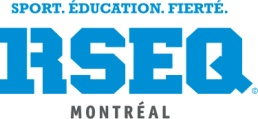 SPORT. ÉDUCATION. FIERTÉ.
RSEQ©
MONTRÉAL